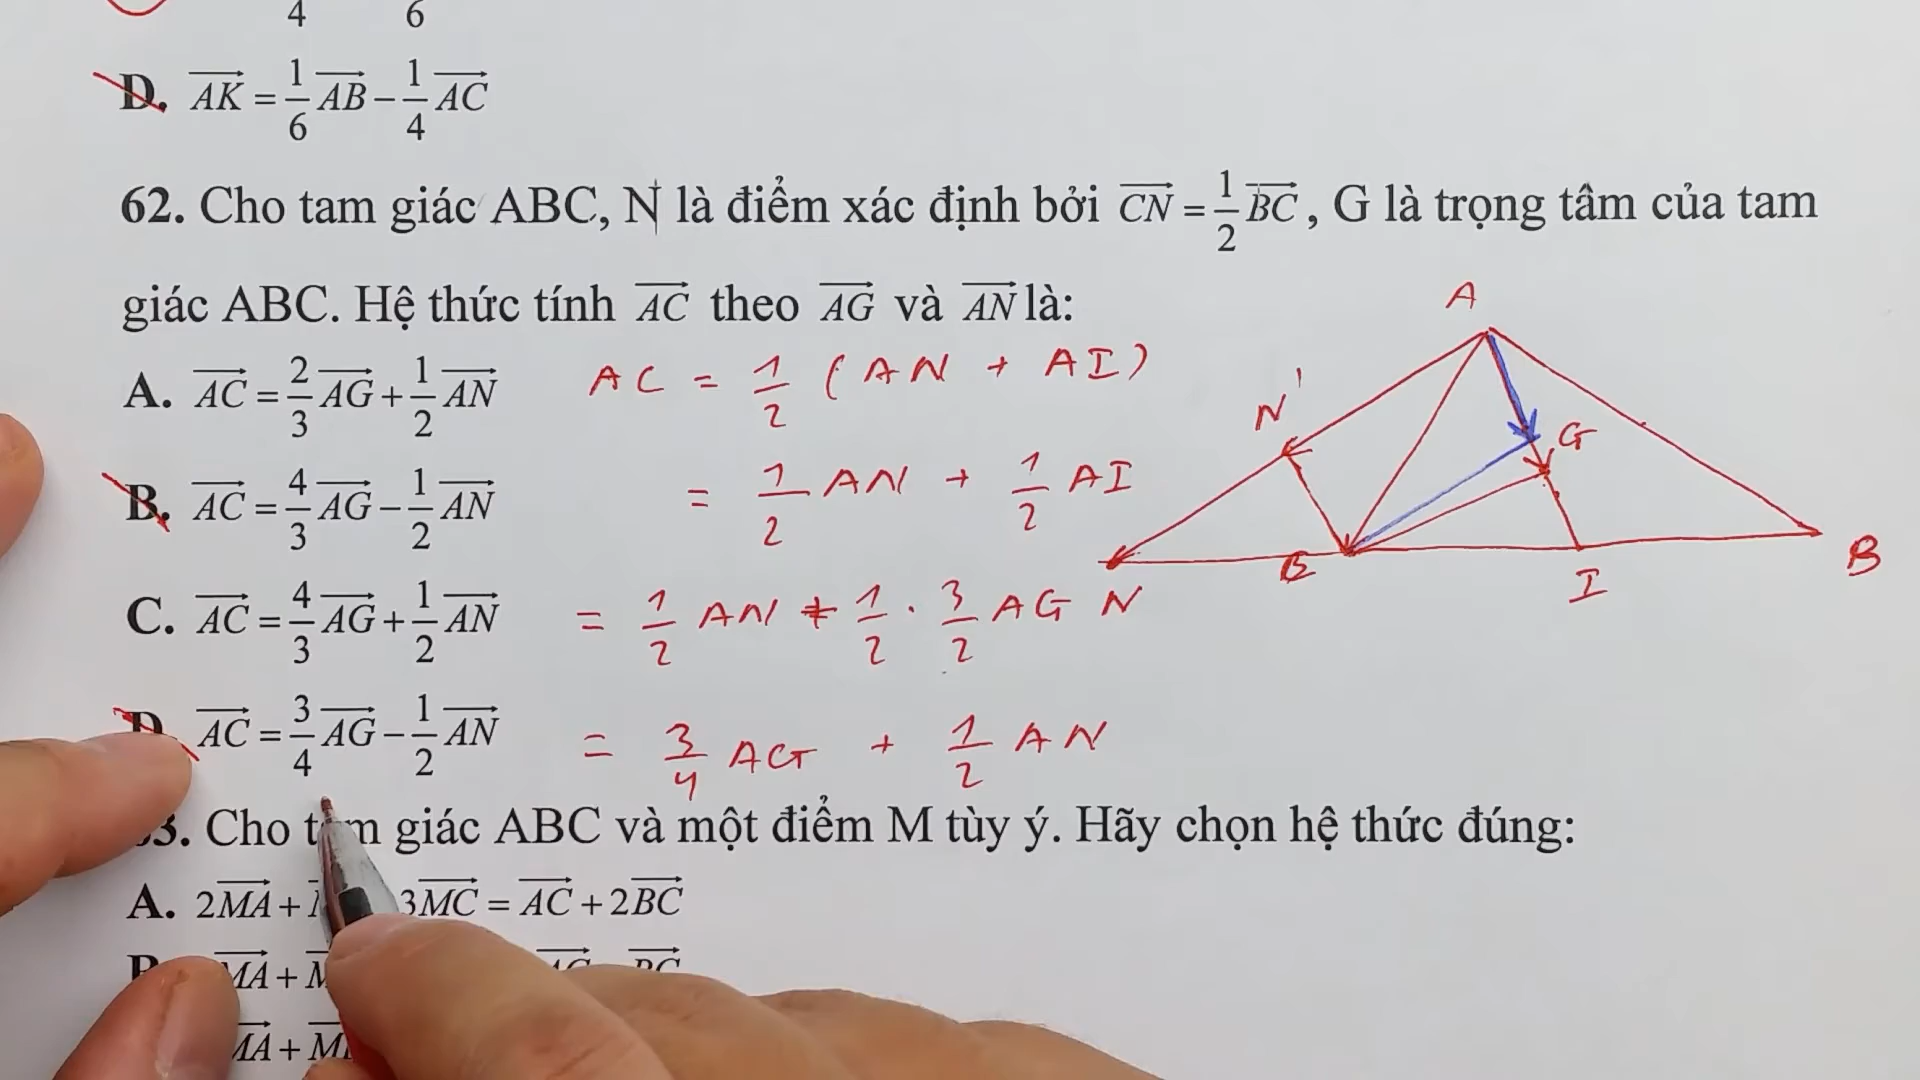 4 6
D. AK = 1/6 AB - 1/4 AC
62. Cho tam giác ABC, N là điểm xác định bởi CN = 1/2 BC, G là trọng tâm của tam
giác ABC. Hệ thức tính AC theo AG và AN là:
A. AC = 2/3 AG + 1/2 AN
B. AC = 4/3 AG - 1/2 AN
C. AC = 4/3 AG + 1/2 AN
D. AC = 3/4 AG - 1/2 AN
AC = 1/2 (AN + AI)
= 1/2 AN + 1/2 AI
= 1/2 AN + 1/2 . 3/2 AG
= 3/4 AG + 1/2 AN
A
N'
G
B
I
N
3. Cho tam giác ABC và một điểm M tùy ý. Hãy chọn hệ thức đúng:
A. 2MA + 3MC = AC + 2BC
MA +
MA +